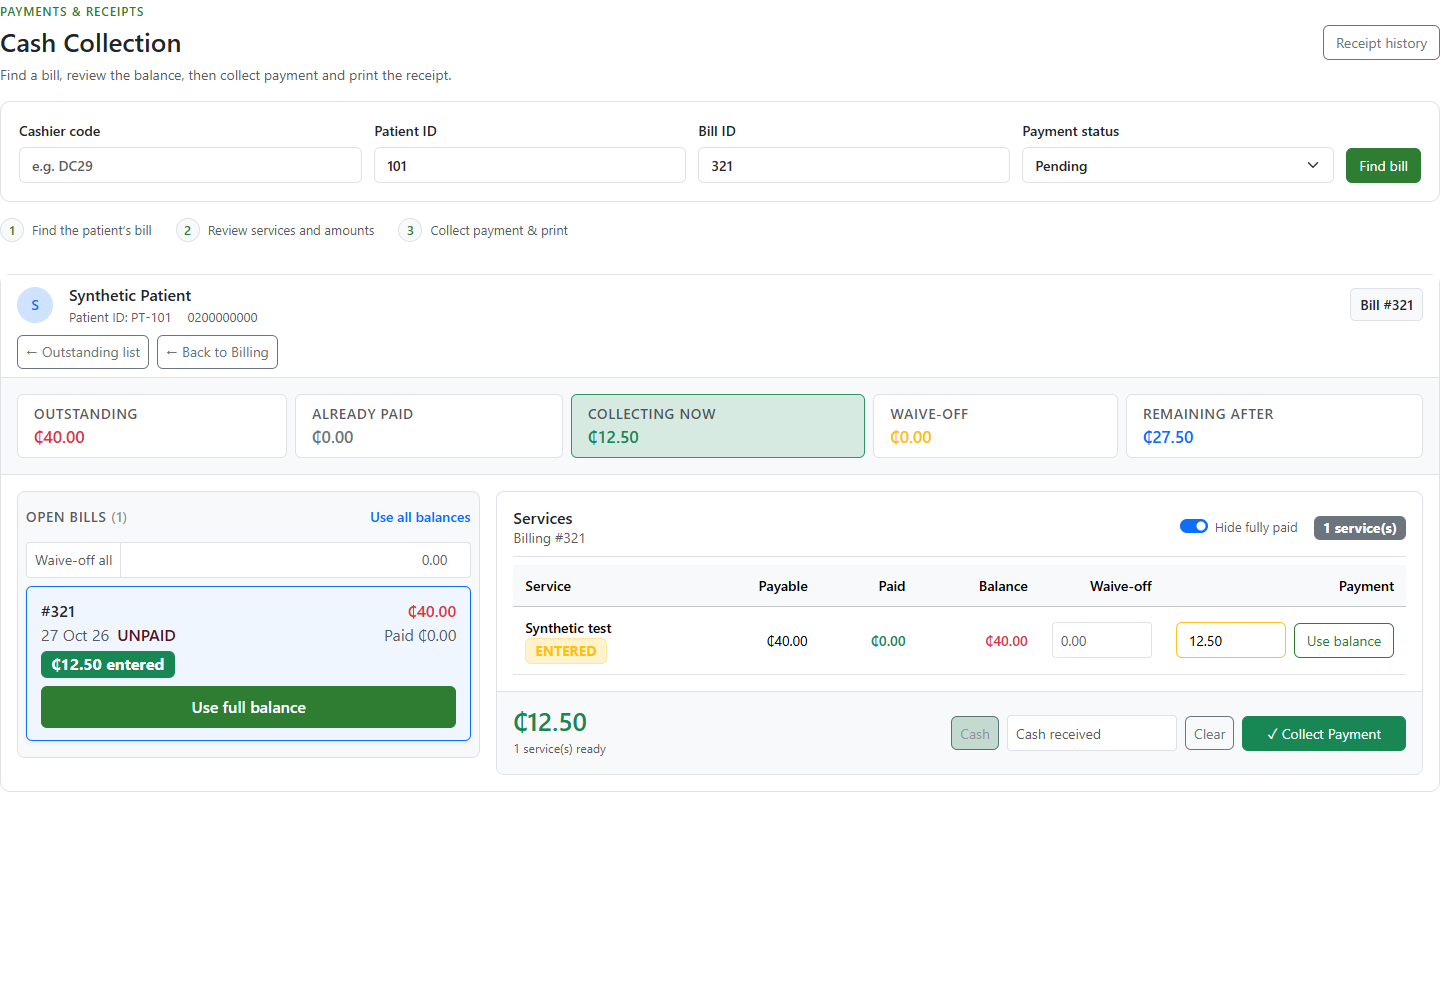 PAYMENTS & RECEIPTS
Cash Collection
Receipt history
Find a bill, review the balance, then collect payment and print the receipt.
Cashier code
Patient ID
Bill ID
Payment status
e.g. DC29
101
321
Pending
Find bill
1 Find the patient's bill
2 Review services and amounts
3 Collect payment & print
S
Synthetic Patient
Patient ID: PT-101 0200000000
Bill #321
← Outstanding list
← Back to Billing
OUTSTANDING
₵40.00
ALREADY PAID
₵0.00
COLLECTING NOW
₵12.50
WAIVE-OFF
₵0.00
REMAINING AFTER
₵27.50
OPEN BILLS (1)
Use all balances
Waive-off all 0.00
#321 ₵40.00
27 Oct 26 UNPAID Paid ₵0.00
₵12.50 entered
Use full balance
Services
Billing #321
Hide fully paid
1 service(s)
Service Payable Paid Balance Waive-off Payment
Synthetic test
ENTERED
₵40.00 ₵0.00 ₵40.00 0.00 12.50 Use balance
₵12.50
1 service(s) ready
Cash
Cash received
Clear
✓ Collect Payment